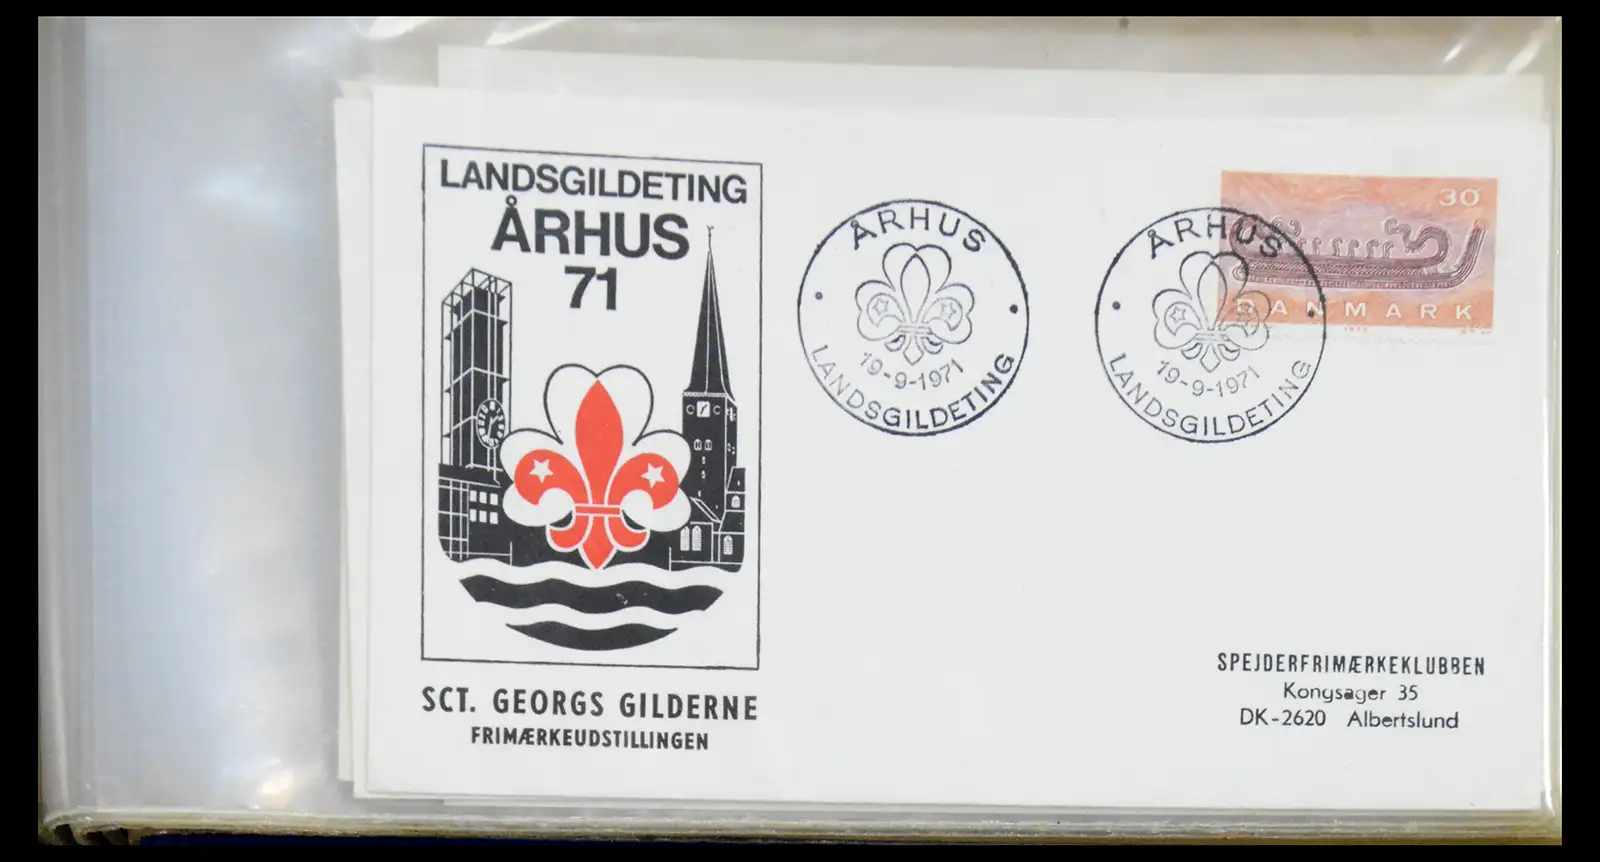 LANDSGILDETING
ÅRHUS
71
SCT. GEORGS GILDERNE
FRIMÆRKEUDSTILLINGEN
ÅRHUS
19-9-1971
LANDSGILDETING
ÅRHUS
19-9-1971
LANDSGILDETING
30
DANMARK
SPEJDERFRIMÆRKEKLUBBEN
Kongsager 35
DK-2620 Albertslund